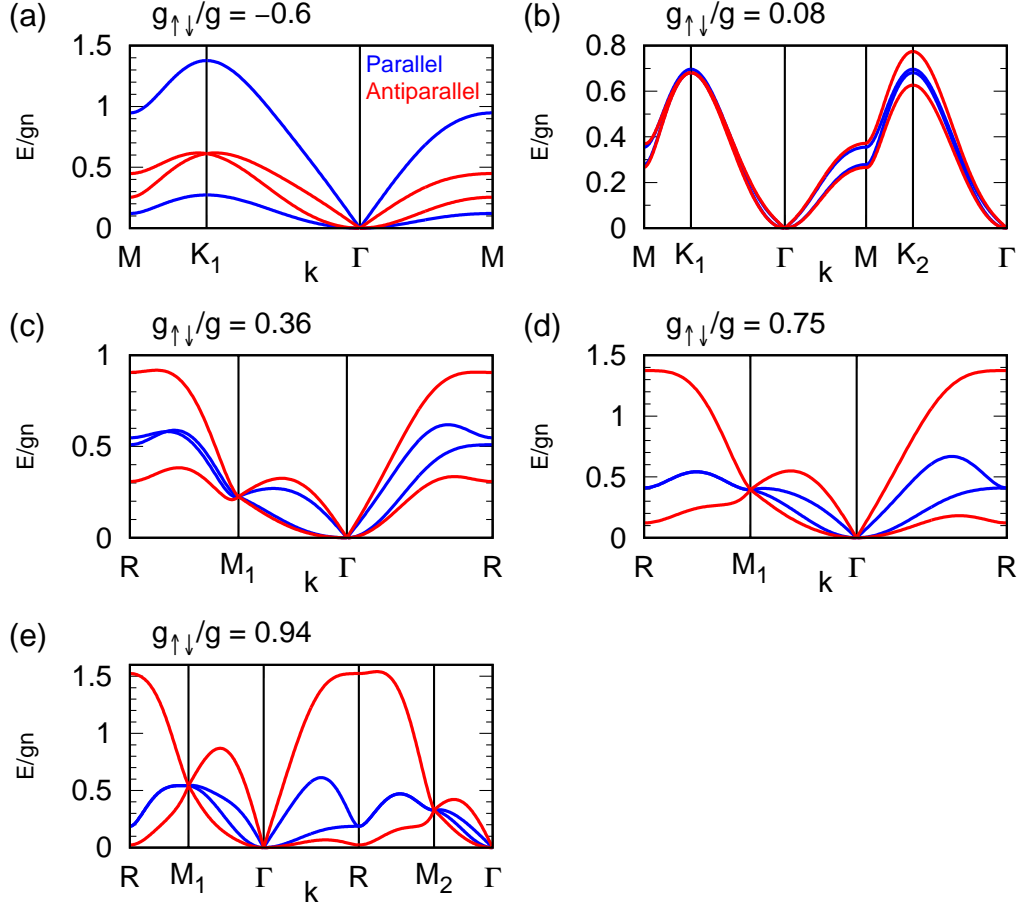 (a) g↑↓/g = −0.6
1.5
1
0.5
0
E/gn
Parallel
Antiparallel
M K1 k Γ M
(b) g↑↓/g = 0.08
0.8
0.6
0.4
0.2
0
E/gn
M K1 Γ k M K2 Γ
(c) g↑↓/g = 0.36
1
0.5
0
E/gn
R M1 k Γ R
(d) g↑↓/g = 0.75
1.5
1
0.5
0
E/gn
R M1 k Γ R
(e) g↑↓/g = 0.94
1.5
1
0.5
0
E/gn
R M1 Γ k R M2 Γ